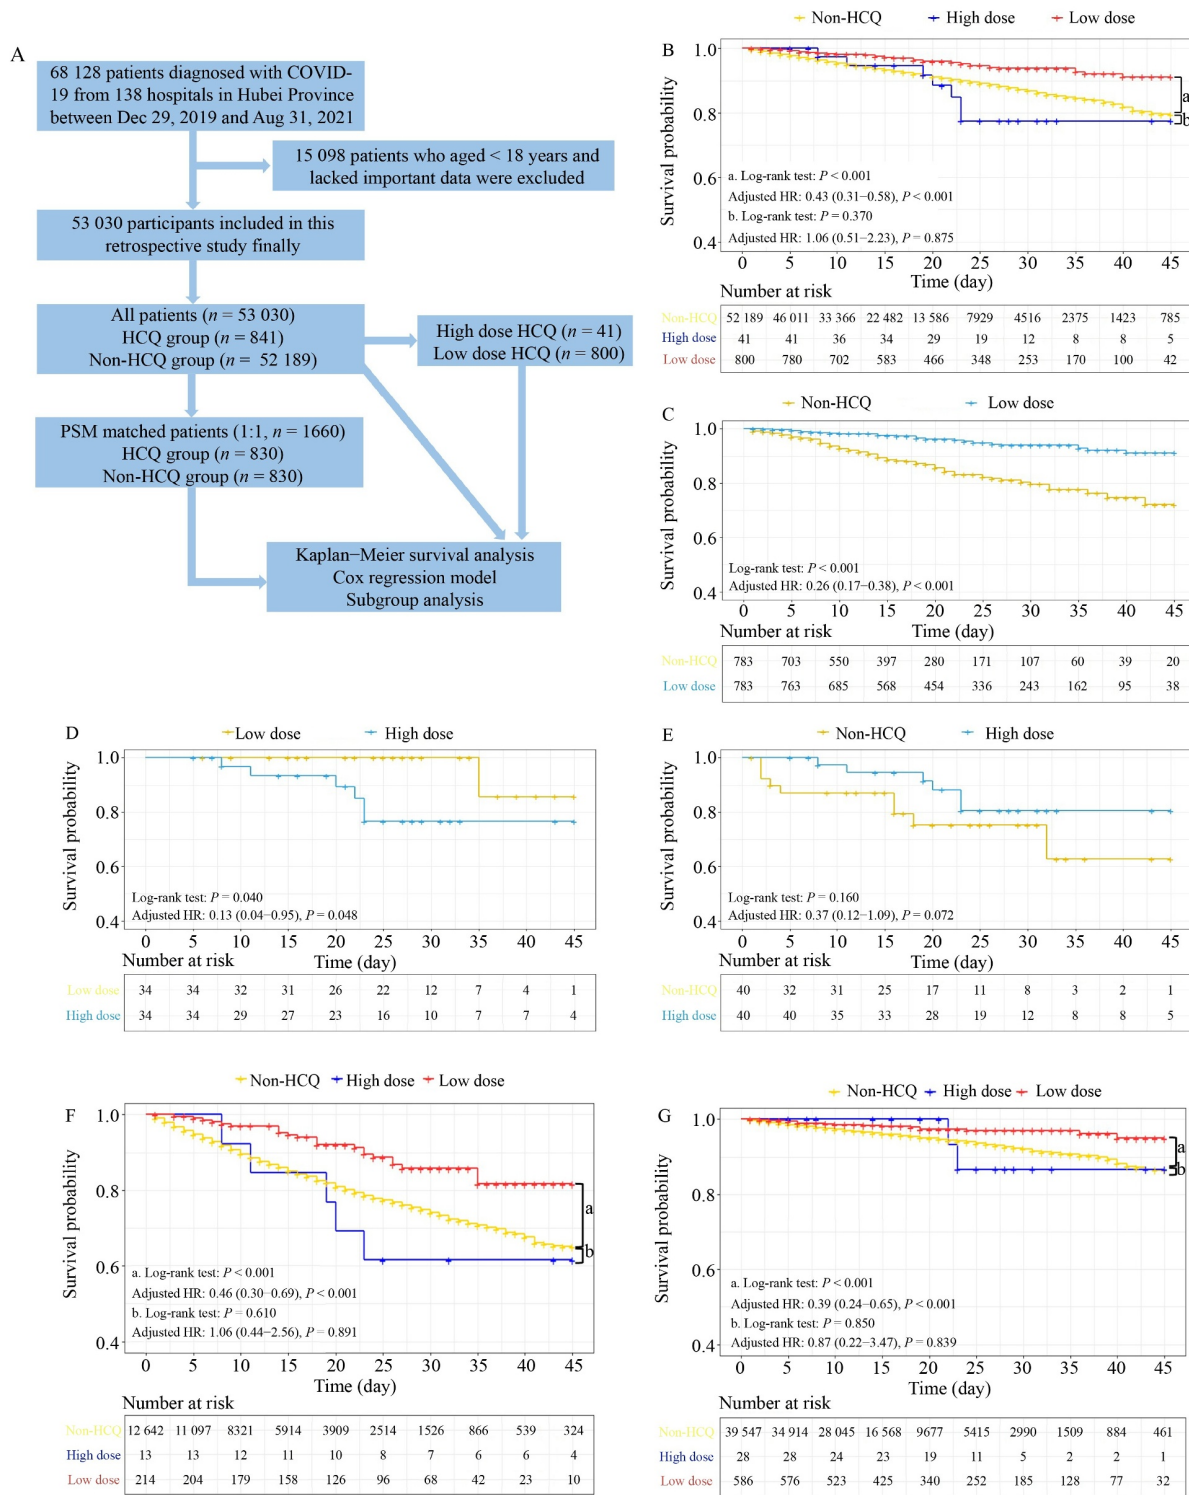 A
68 128 patients diagnosed with COVID-
19 from 138 hospitals in Hubei Province
between Dec 29, 2019 and Aug 31, 2021
15 098 patients who aged < 18 years and
lacked important data were excluded
53 030 participants included in this
retrospective study finally
All patients (n = 53 030)
HCQ group (n = 841)
Non-HCQ group (n = 52 189)
High dose HCQ (n = 41)
Low dose HCQ (n = 800)
PSM matched patients (1:1, n = 1660)
HCQ group (n = 830)
Non-HCQ group (n = 830)
Kaplan−Meier survival analysis
Cox regression model
Subgroup analysis
Non-HCQ High dose Low dose
B
Survival probability
1.0
0.8
0.6
0.4
a
b
a. Log-rank test: P < 0.001
Adjusted HR: 0.43 (0.31−0.58), P < 0.001
b. Log-rank test: P = 0.370
Adjusted HR: 1.06 (0.51−2.23), P = 0.875
0 5 10 15 20 25 30 35 40 45
Time (day)
Number at risk
Non-HCQ 52 189 46 011 33 366 22 482 13 586 7929 4516 2375 1423 785
High dose 41 41 36 34 29 19 12 8 8 5
Low dose 800 780 702 583 466 348 253 170 100 42
Non-HCQ Low dose
C
Survival probability
1.0
0.8
0.6
0.4
Log-rank test: P < 0.001
Adjusted HR: 0.26 (0.17−0.38), P < 0.001
0 5 10 15 20 25 30 35 40 45
Number at risk Time (day)
Non-HCQ 783 703 550 397 280 171 107 60 39 20
Low dose 783 763 685 568 454 336 243 162 95 38
D
Low dose High dose
Survival probability
1.0
0.8
0.6
0.4
Log-rank test: P = 0.040
Adjusted HR: 0.13 (0.04−0.95), P = 0.048
0 5 10 15 20 25 30 35 40 45
Number at risk Time (day)
Low dose 34 34 32 31 26 22 12 7 4 1
High dose 34 34 29 27 23 16 10 7 7 4
E
Non-HCQ High dose
Survival probability
1.0
0.8
0.6
0.4
Log-rank test: P = 0.160
Adjusted HR: 0.37 (0.12−1.09), P = 0.072
0 5 10 15 20 25 30 35 40 45
Number at risk Time (day)
Non-HCQ 40 32 31 25 17 11 8 3 2 1
High dose 40 40 35 33 28 19 12 8 8 5
Non-HCQ High dose Low dose
F
Survival probability
1.0
0.8
0.6
0.4
a
b
a. Log-rank test: P < 0.001
Adjusted HR: 0.46 (0.30−0.69), P < 0.001
b. Log-rank test: P = 0.610
Adjusted HR: 1.06 (0.44−2.56), P = 0.891
0 5 10 15 20 25 30 35 40 45
Time (day)
Number at risk
Non-HCQ 12 642 11 097 8321 5914 3909 2514 1526 866 539 324
High dose 13 13 12 11 10 8 7 6 6 4
Low dose 214 204 179 158 126 96 68 42 23 10
Non-HCQ High dose Low dose
G
Survival probability
1.0
0.8
0.6
0.4
a
b
a. Log-rank test: P < 0.001
Adjusted HR: 0.39 (0.24−0.65), P < 0.001
b. Log-rank test: P = 0.850
Adjusted HR: 0.87 (0.22−3.47), P = 0.839
0 5 10 15 20 25 30 35 40 45
Time (day)
Number at risk
Non-HCQ 39 547 34 914 28 045 16 568 9677 5415 2990 1509 884 461
High dose 28 28 24 23 19 11 5 2 2 1
Low dose 586 576 523 425 340 252 185 128 77 32